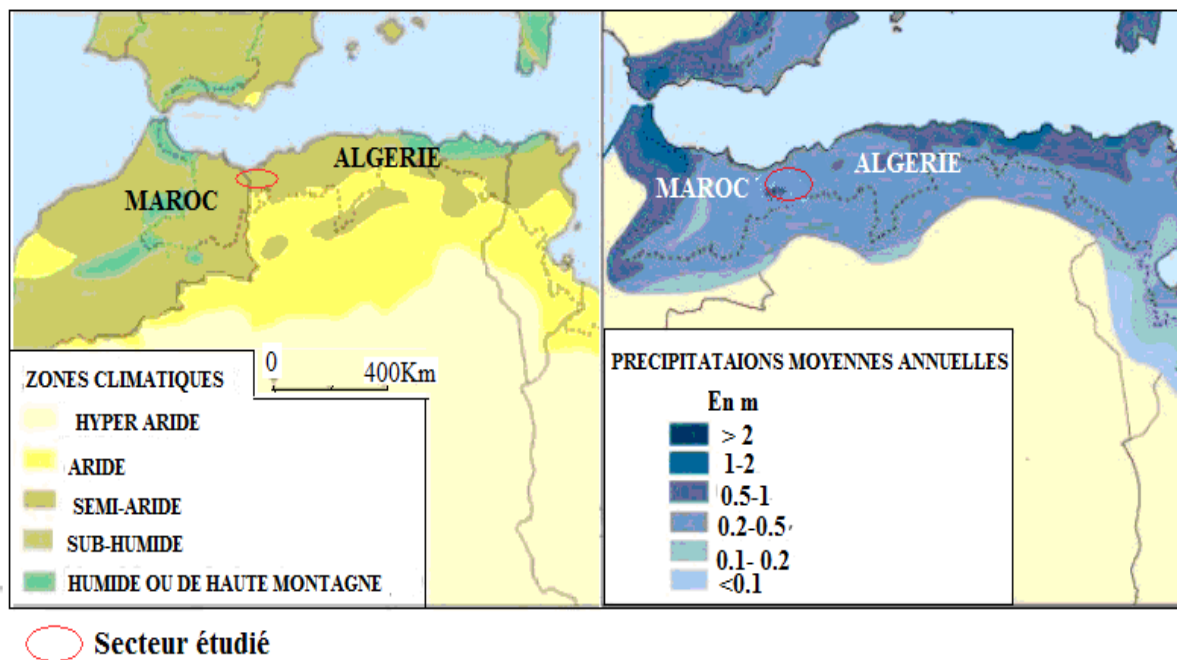 ALGERIE
MAROC
ZONES CLIMATIQUES
HYPER ARIDE
ARIDE
SEMI-ARIDE
SUB-HUMIDE
HUMIDE OU DE HAUTE MONTAGNE
0 400Km
ALGERIE
MAROC
PRECIPITATAIONS MOYENNES ANNUELLES
En m
> 2
1-2
0.5-1
0.2-0.5
0.1- 0.2
<0.1
Secteur étudié